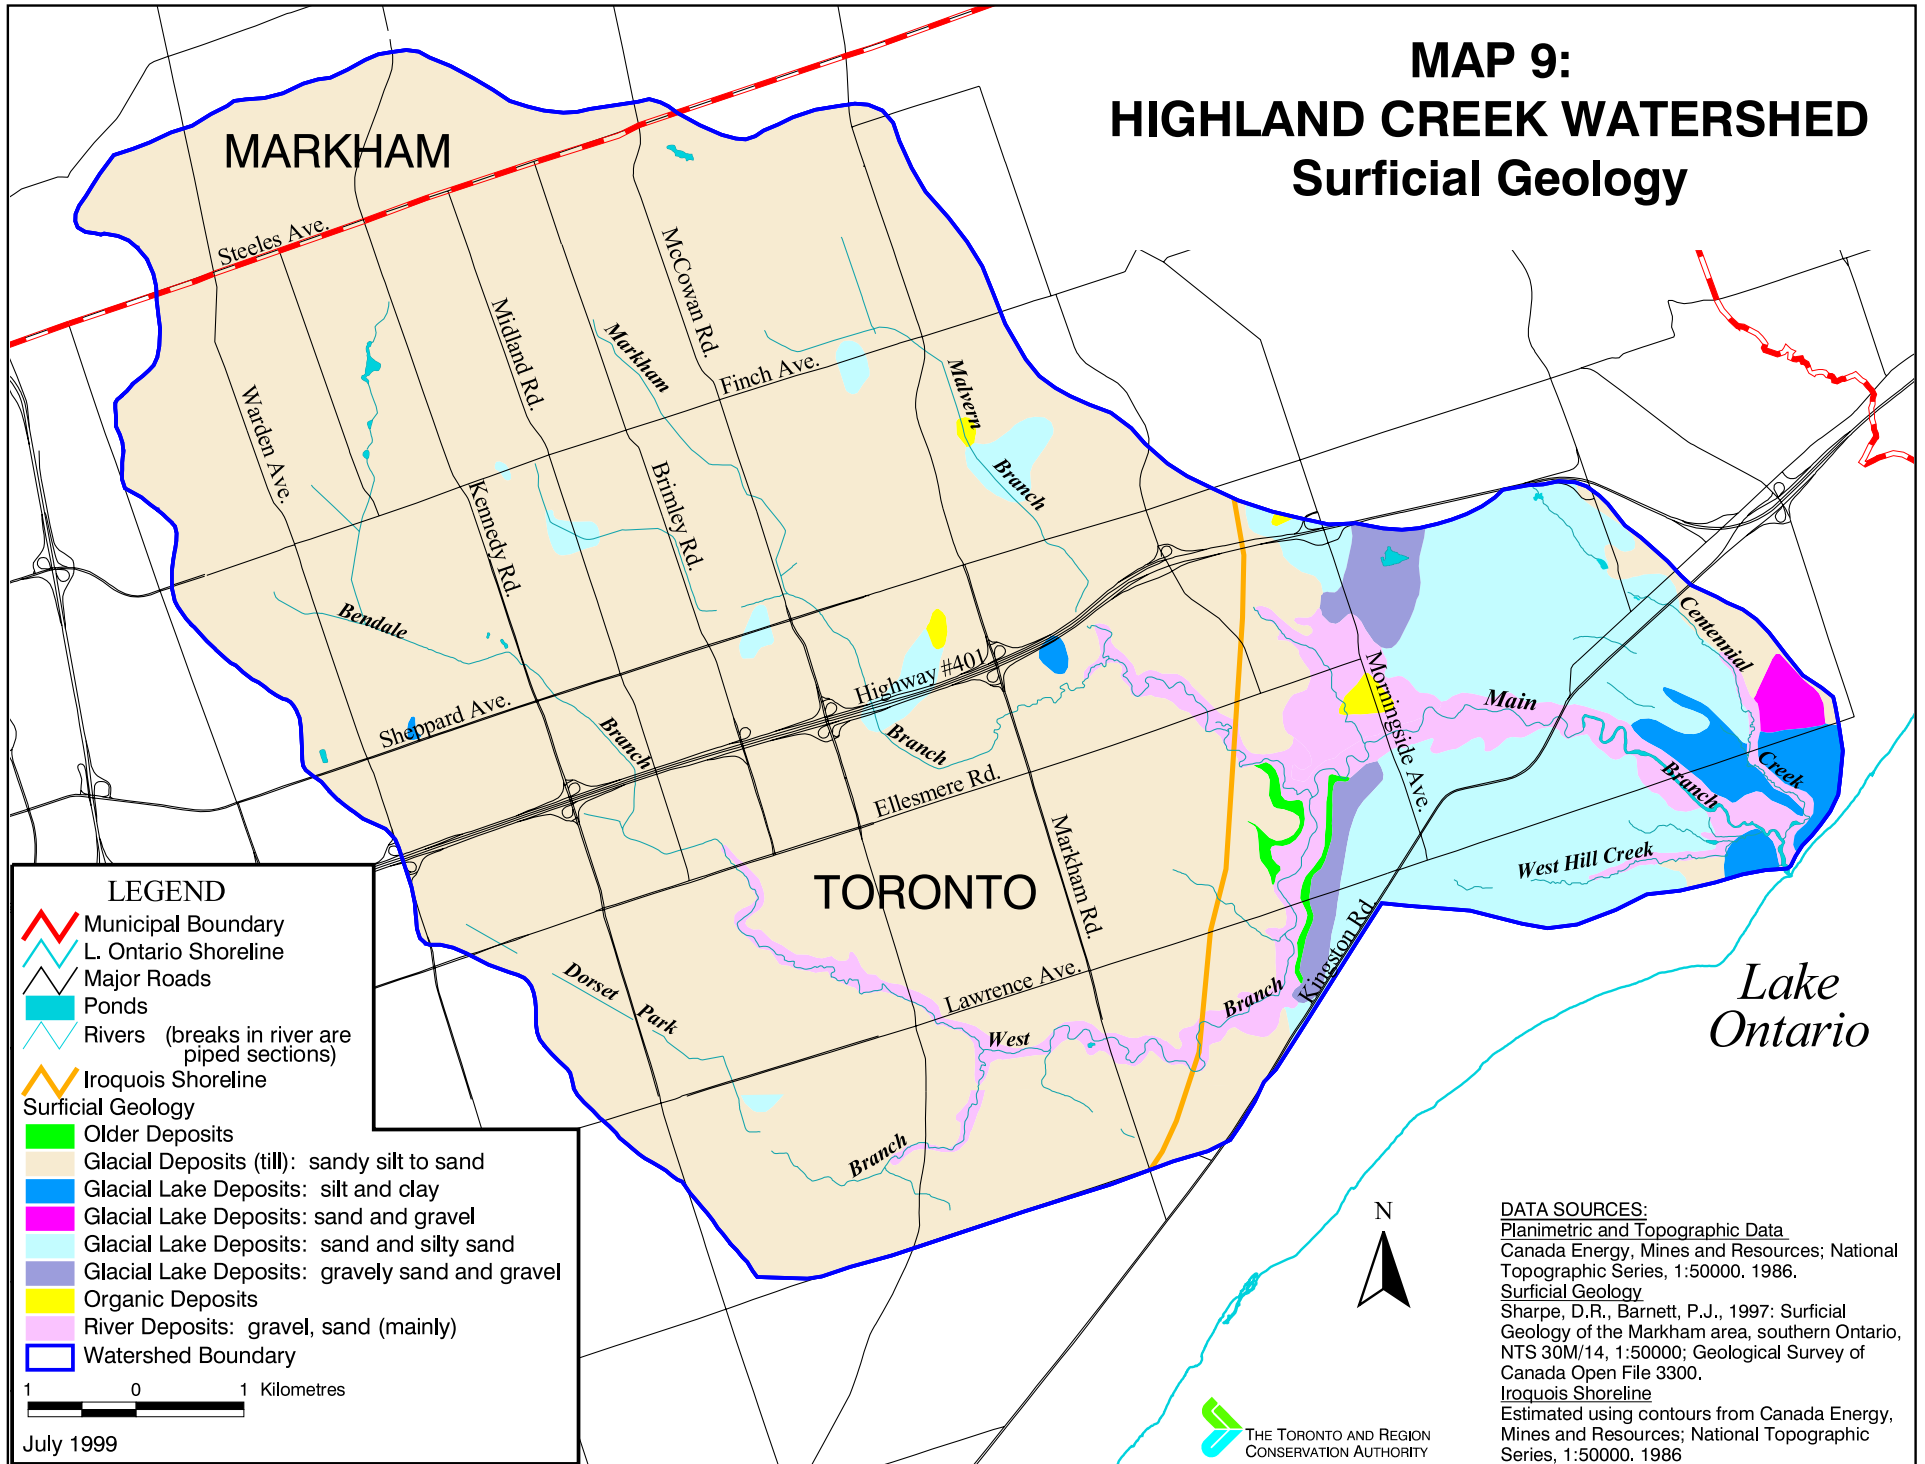 MAP 9:
HIGHLAND CREEK WATERSHED
Surficial Geology
MARKHAM
Steeles Ave.
McCowan Rd.
Midland Rd.
Markham
Finch Ave.
Malvern
Warden Ave.
Branch
Brimley Rd.
Kennedy Rd.
Bendale
Centennial
Highway #401
Morningside Ave.
Main
Sheppard Ave.
Branch
Branch
Creek
Branch
Ellesmere Rd.
Markham Rd.
West Hill Creek
TORONTO
Kingston Rd.
Dorset
Park
Lawrence Ave.
Branch
West
Branch
Lake
Ontario
LEGEND
Municipal Boundary
L. Ontario Shoreline
Major Roads
Ponds
Rivers (breaks in river are
piped sections)
Iroquois Shoreline
Surficial Geology
Older Deposits
Glacial Deposits (till): sandy silt to sand
Glacial Lake Deposits: silt and clay
Glacial Lake Deposits: sand and gravel
Glacial Lake Deposits: sand and silty sand
Glacial Lake Deposits: gravely sand and gravel
Organic Deposits
River Deposits: gravel, sand (mainly)
Watershed Boundary
1 0 1 Kilometres
July 1999
N
THE TORONTO AND REGION
CONSERVATION AUTHORITY
DATA SOURCES:
Planimetric and Topographic Data
Canada Energy, Mines and Resources; National
Topographic Series, 1:50000. 1986.
Surficial Geology
Sharpe, D.R., Barnett, P.J., 1997: Surficial
Geology of the Markham area, southern Ontario,
NTS 30M/14, 1:50000; Geological Survey of
Canada Open File 3300.
Iroquois Shoreline
Estimated using contours from Canada Energy,
Mines and Resources; National Topographic
Series, 1:50000. 1986